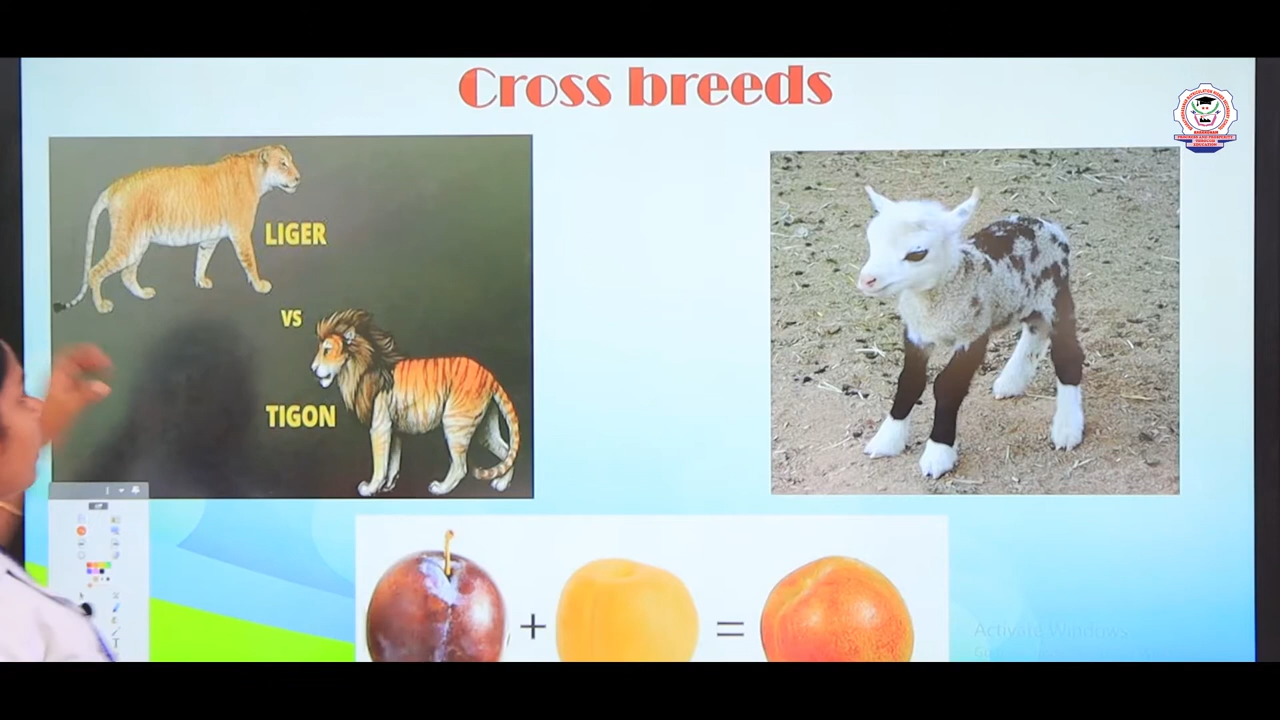 Cross breeds
LIGER
VS
TIGON
+
=
Activate Windows